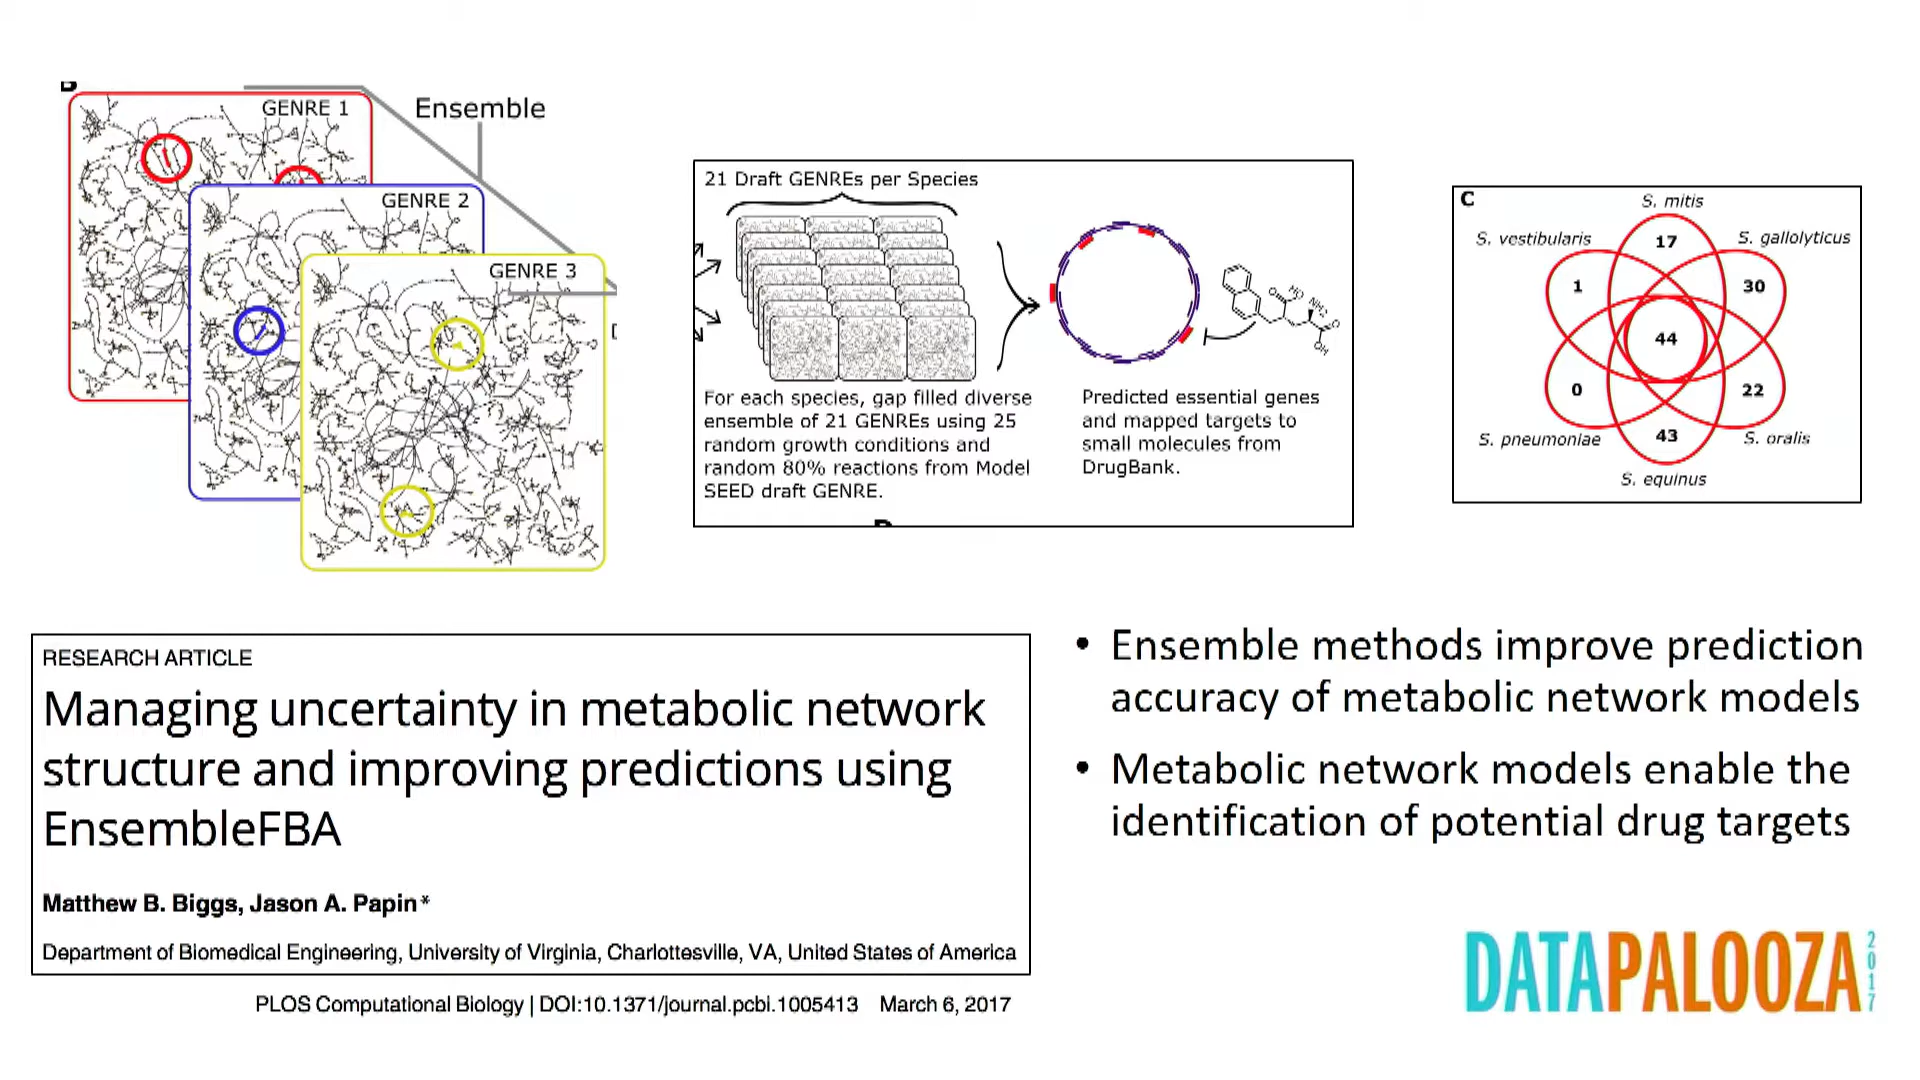 GENRE 1
Ensemble
GENRE 2
GENRE 3
21 Draft GENREs per Species
For each species, gap filled diverse
ensemble of 21 GENREs using 25
random growth conditions and
random 80% reactions from Model
SEED draft GENRE.
O
HO
NH₂
O
OH
Predicted essential genes
and mapped targets to
small molecules from
DrugBank.
C
S. mitis
S. vestibularis
17
S. gallolyticus
1
30
44
0
22
S. pneumoniae
43
S. oralis
S. equinus
RESEARCH ARTICLE
Managing uncertainty in metabolic network
structure and improving predictions using
EnsembleFBA
Matthew B. Biggs, Jason A. Papin*
Department of Biomedical Engineering, University of Virginia, Charlottesville, VA, United States of America
PLOS Computational Biology | DOI:10.1371/journal.pcbi.1005413 March 6, 2017
• Ensemble methods improve prediction
accuracy of metabolic network models
• Metabolic network models enable the
identification of potential drug targets
DATAPALOOZA 2017